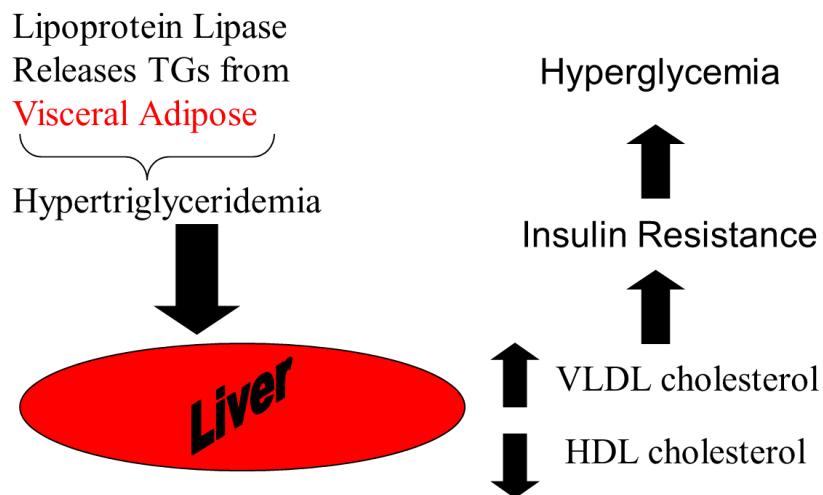 Lipoprotein Lipase
Releases TGs from
Visceral Adipose
Hypertriglyceridemia
Liver
Hyperglycemia
Insulin Resistance
VLDL cholesterol
HDL cholesterol